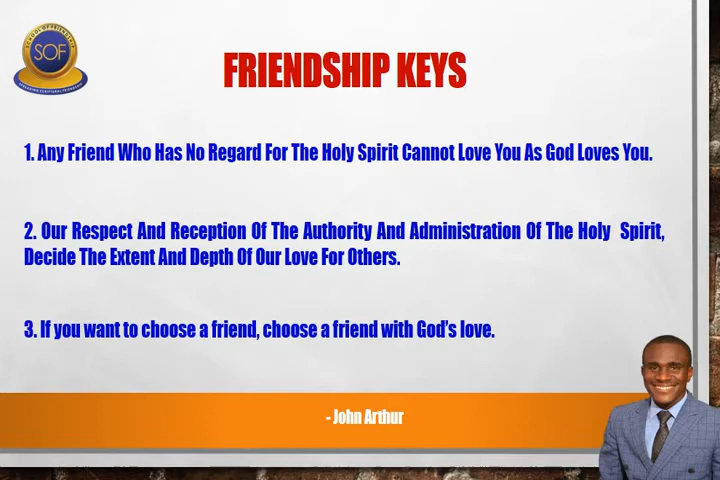 SCHOOL OF FRIENDSHIP
SOF
FRIENDSHIP KEYS
1. Any Friend Who Has No Regard For The Holy Spirit Cannot Love You As God Loves You.
2. Our Respect And Reception Of The Authority And Administration Of The Holy Spirit,
Decide The Extent And Depth Of Our Love For Others.
3. If you want to choose a friend, choose a friend with God's love.
- John Arthur